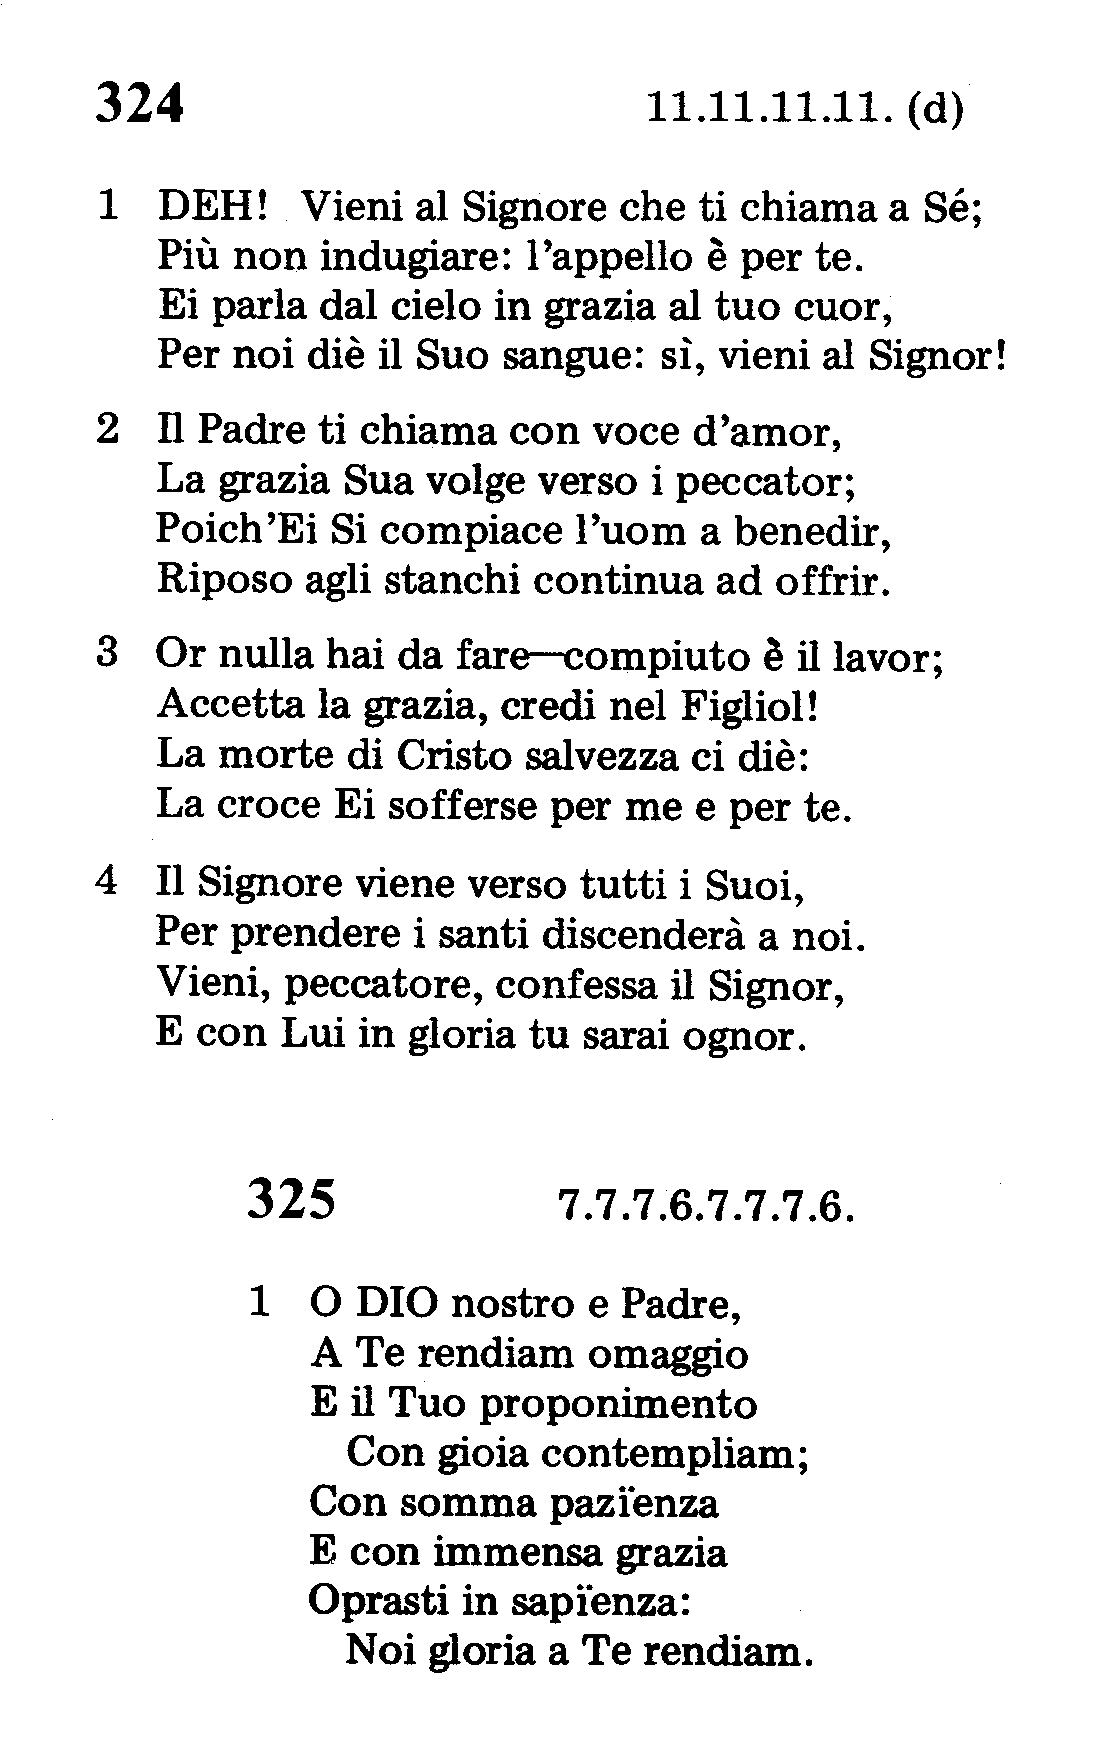 324 11.11.11.11. (d)
1 DEH! Vieni al Signore che ti chiama a Sé;
Più non indugiare: l'appello è per te.
Ei parla dal cielo in grazia al tuo cuor,
Per noi diè il Suo sangue: sì, vieni al Signor!
2 Il Padre ti chiama con voce d'amor,
La grazia Sua volge verso i peccator;
Poich'Ei Si compiace l'uom a benedir,
Riposo agli stanchi continua ad offrir.
3 Or nulla hai da fare—compiuto è il lavor;
Accetta la grazia, credi nel Figliol!
La morte di Cristo salvezza ci diè:
La croce Ei sofferse per me e per te.
4 Il Signore viene verso tutti i Suoi,
Per prendere i santi discenderà a noi.
Vieni, peccatore, confessa il Signor,
E con Lui in gloria tu sarai ognor.
325 7.7.7.6.7.7.7.6.
1 O DIO nostro e Padre,
A Te rendiam omaggio
E il Tuo proponimento
Con gioia contempliam;
Con somma pazïenza
E con immensa grazia
Oprasti in sapïenza:
Noi gloria a Te rendiam.